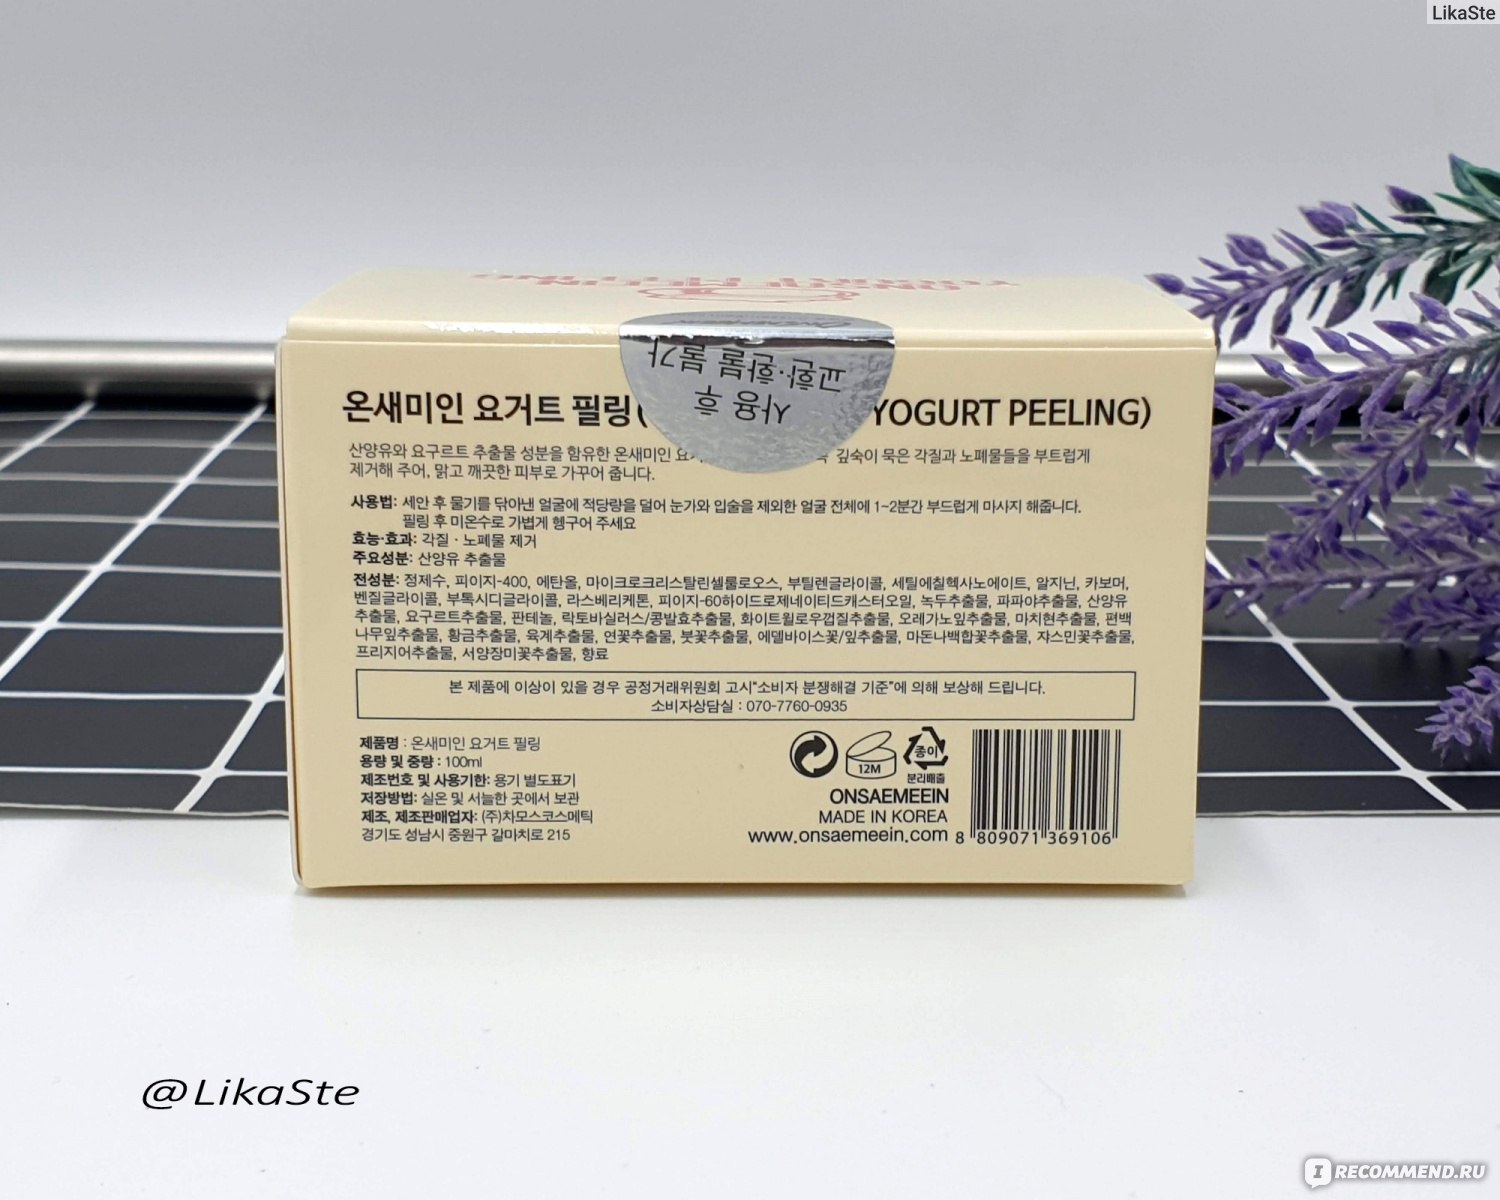 LikaSte
ONSAEMEEIN
YOGURT PEELING
사용 후
교환·환불 불가
온새미인 요거트 필링( YOGURT PEELING)
산양유와 요구르트 추출물 성분을 함유한 온새미인 요거 깊숙이 묵은 각질과 노폐물들을 부드럽게
제거해 주어, 맑고 깨끗한 피부로 가꾸어 줍니다.
사용법: 세안 후 물기를 닦아낸 얼굴에 적당량을 덜어 눈가와 입술을 제외한 얼굴 전체에 1~2분간 부드럽게 마사지 해줍니다.
필링 후 미온수로 가볍게 헹구어 주세요
효능·효과: 각질 · 노폐물 제거
주요성분: 산양유 추출물
전성분: 정제수, 피이지-400, 에탄올, 마이크로크리스탈린셀룰로오스, 부틸렌글라이콜, 세틸에칠헥사노에이트, 알지닌, 카보머,
벤질글라이콜, 부톡시디글라이콜, 라스베리케톤, 피이지-60하이드로제네이티드캐스터오일, 녹두추출물, 파파야추출물, 산양유
추출물, 요구르트추출물, 판테놀, 락토바실러스/콩발효추출물, 화이트윌로우껍질추출물, 오레가노잎추출물, 마치현추출물, 편백
나무잎추출물, 황금추출물, 육계추출물, 연꽃추출물, 붓꽃추출물, 에델바이스꽃/잎추출물, 마돈나백합꽃추출물, 쟈스민꽃추출물,
프리지어추출물, 서양장미꽃추출물, 향료
본 제품에 이상이 있을 경우 공정거래위원회 고시"소비자 분쟁해결 기준"에 의해 보상해 드립니다.
소비자상담실 : 070-7760-0935
제품명 : 온새미인 요거트 필링
용량 및 중량 : 100ml
제조번호 및 사용기한: 용기 별도표기
저장방법: 실온 및 서늘한 곳에서 보관
제조, 제조판매업자: (주)차모스코스메틱
경기도 성남시 중원구 갈마치로 215
12M
종이
분리배출
ONSAEMEEIN
MADE IN KOREA
www.onsaemeein.com
8 809071 369106
@LikaSte
IRECOMMEND.RU